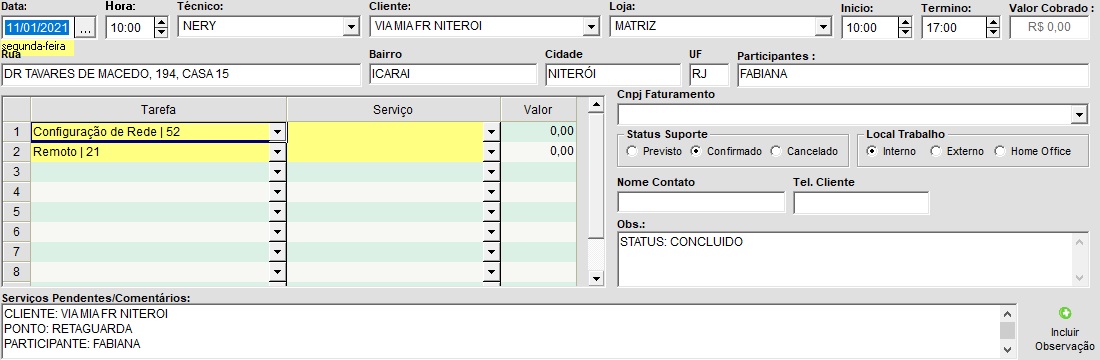 Data: Hora: Técnico: Cliente: Loja: Inicio: Termino: Valor Cobrado :
11/01/2021 ... 10:00 NERY VIA MIA FR NITEROI MATRIZ 10:00 17:00 R$ 0,00
segunda-feira
Rua Bairro Cidade UF Participantes :
DR TAVARES DE MACEDO, 194, CASA 15 ICARAI NITERÓI RJ FABIANA
Cnpj Faturamento
Tarefa Serviço Valor
1 Configuração de Rede | 52 0,00
2 Remoto | 21 0,00
3
4
5
6
7
8
Status Suporte Local Trabalho
Previsto Confirmado Cancelado Interno Externo Home Office
Nome Contato Tel. Cliente
Obs.:
STATUS: CONCLUIDO
Serviços Pendentes/Comentários:
CLIENTE: VIA MIA FR NITEROI
PONTO: RETAGUARDA
PARTICIPANTE: FABIANA
Incluir
Observação